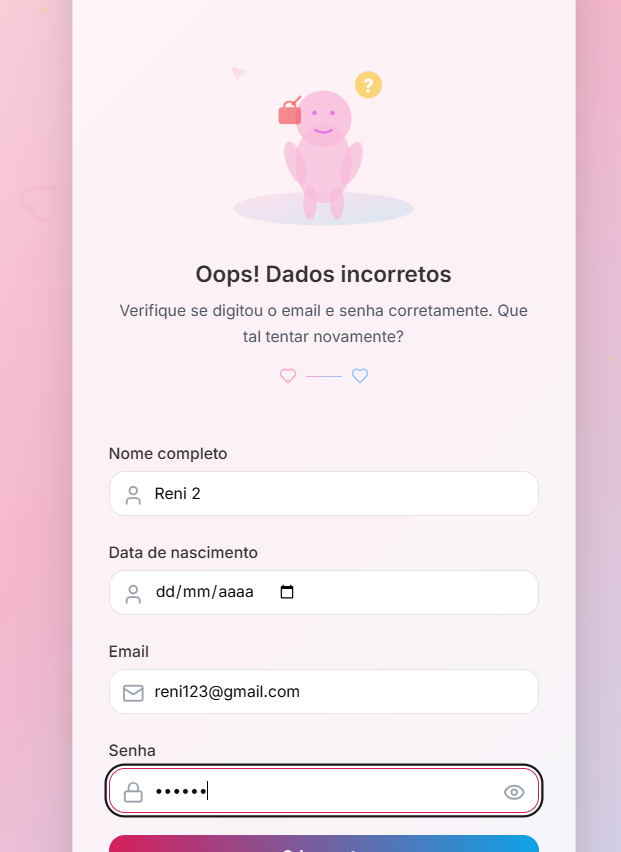 ?
Oops! Dados incorretos
Verifique se digitou o email e senha corretamente. Que
tal tentar novamente?
Nome completo
Reni 2
Data de nascimento
dd/mm/aaaa
Email
reni123@gmail.com
Senha
••••••